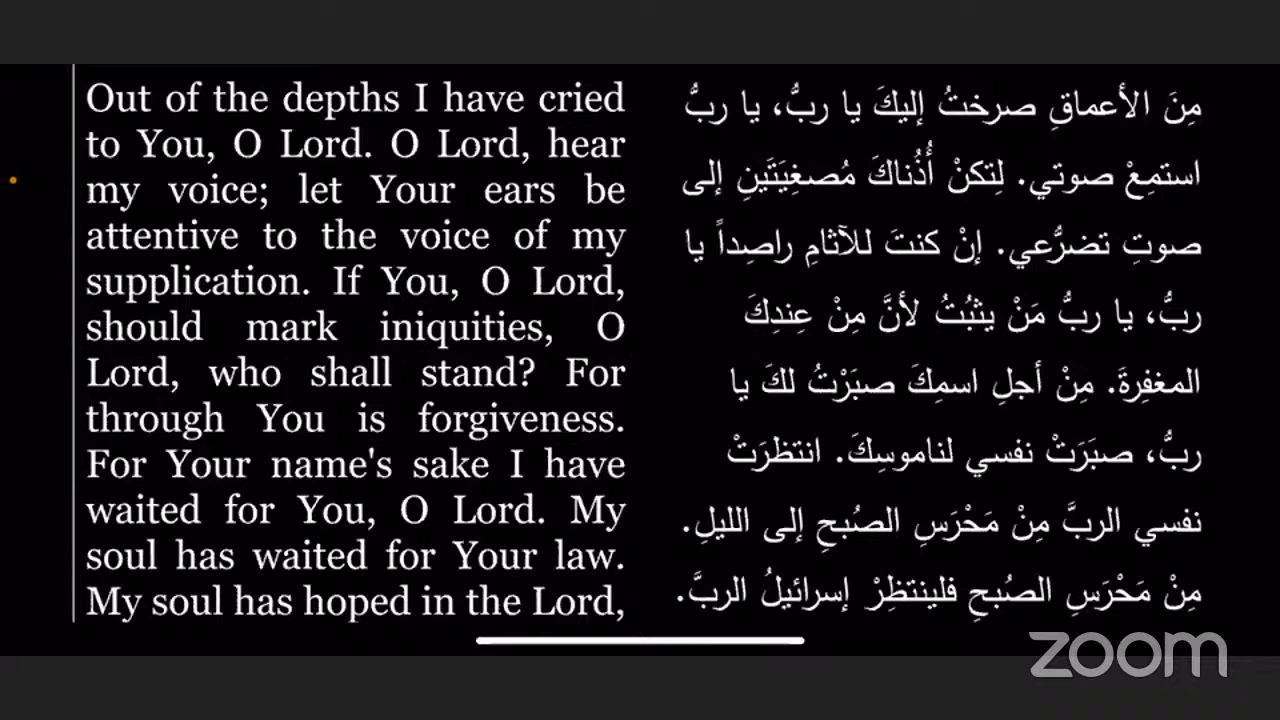 Out of the depths I have cried
to You, O Lord. O Lord, hear
my voice; let Your ears be
attentive to the voice of my
supplication. If You, O Lord,
should mark iniquities, O
Lord, who shall stand? For
through You is forgiveness.
For Your name's sake I have
waited for You, O Lord. My
soul has waited for Your law.
My soul has hoped in the Lord,
مِنَ الأعماقِ صرختُ إليكَ يا ربُّ، يا ربُّ
استمِعْ صوتي. لِتكنْ أُذُناكَ مُصغِيَتَينِ إلى
صوتِ تضرُّعي. إنْ كنتَ للآثامِ راصِداً يا
ربُّ، يا ربُّ مَنْ يثبُتُ لأنَّ مِنْ عِندِكَ
المغفِرةَ. مِنْ أجلِ اسمِكَ صبَرْتُ لكَ يا
ربُّ، صبَرَتْ نفسي لناموسِكَ. انتظرَتْ
نفسي الربَّ مِنْ مَحْرَسِ الصُبحِ إلى الليلِ.
مِنْ مَحْرَسِ الصُبحِ فلينتظِرْ إسرائيلُ الربَّ.
zoom